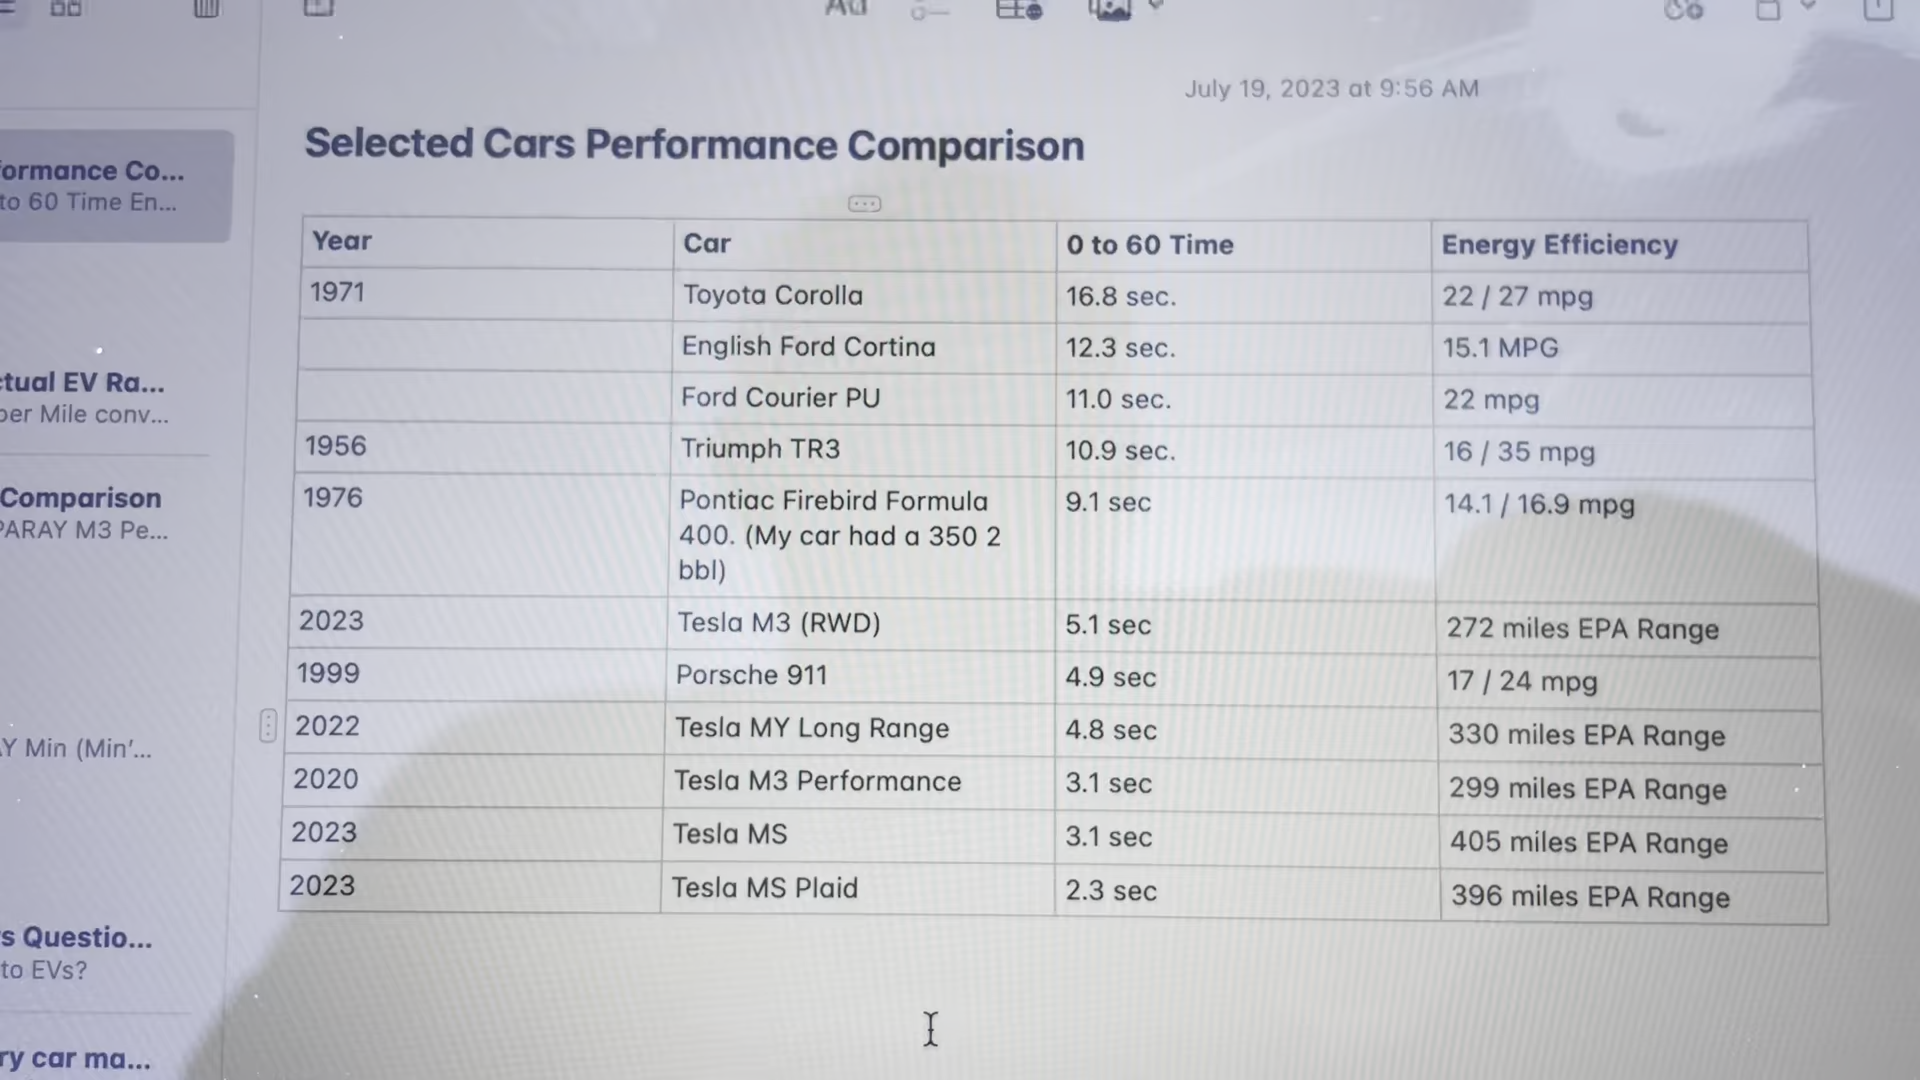 July 19, 2023 at 9:56 AM
Selected Cars Performance Comparison
Year Car 0 to 60 Time Energy Efficiency
1971 Toyota Corolla 16.8 sec. 22 / 27 mpg
English Ford Cortina 12.3 sec. 15.1 MPG
Ford Courier PU 11.0 sec. 22 mpg
1956 Triumph TR3 10.9 sec. 16 / 35 mpg
1976 Pontiac Firebird Formula 9.1 sec 14.1 / 16.9 mpg
400. (My car had a 350 2
bbl)
2023 Tesla M3 (RWD) 5.1 sec 272 miles EPA Range
1999 Porsche 911 4.9 sec 17 / 24 mpg
2022 Tesla MY Long Range 4.8 sec 330 miles EPA Range
2020 Tesla M3 Performance 3.1 sec 299 miles EPA Range
2023 Tesla MS 3.1 sec 405 miles EPA Range
2023 Tesla MS Plaid 2.3 sec 396 miles EPA Range
ormance Co...
to 60 Time En...
tual EV Ra...
per Mile conv...
Comparison
PARAY M3 Pe...
Y Min (Min'...
s Questio...
to EVs?
ry car ma...